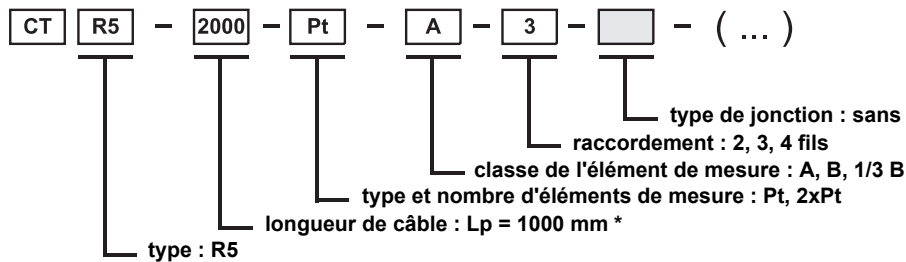 CT R5 - 2000 - Pt - A - 3 - - ( ... )
type de jonction : sans
raccordement : 2, 3, 4 fils
classe de l'élément de mesure : A, B, 1/3 B
type et nombre d'éléments de mesure : Pt, 2xPt
longueur de câble : Lp = 1000 mm *
type : R5